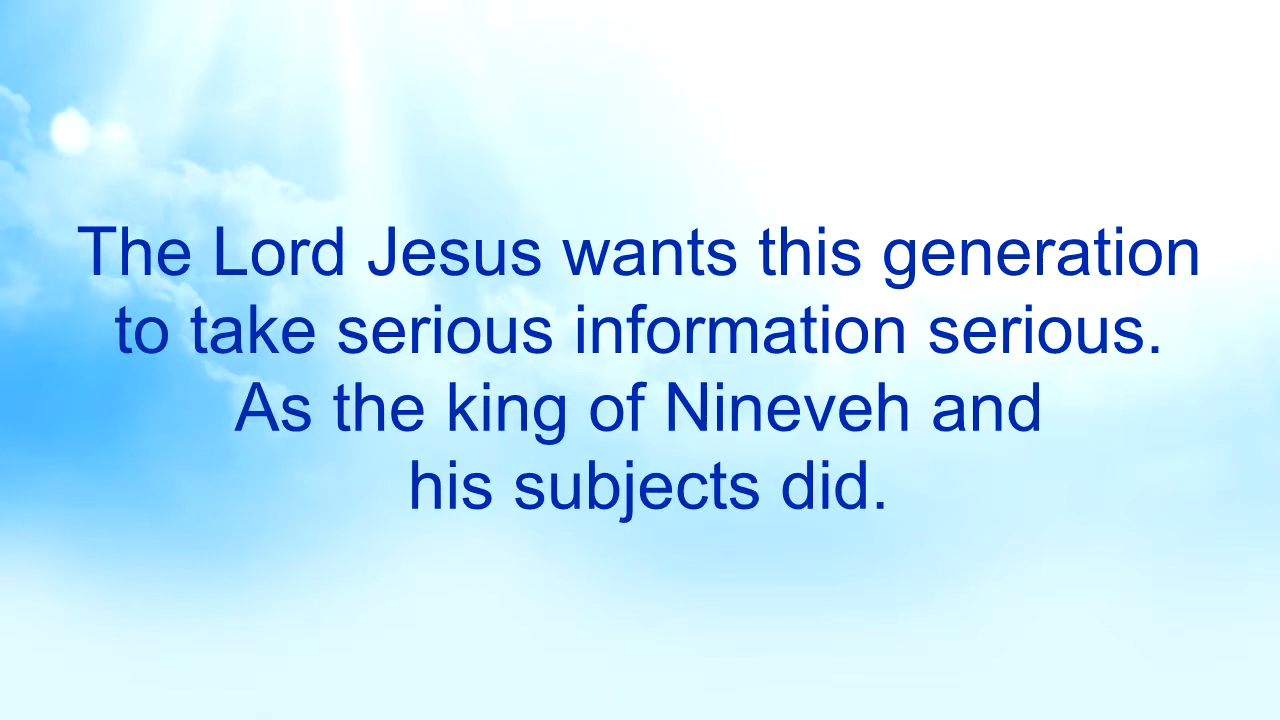 The Lord Jesus wants this generation
to take serious information serious.
As the king of Nineveh and
his subjects did.